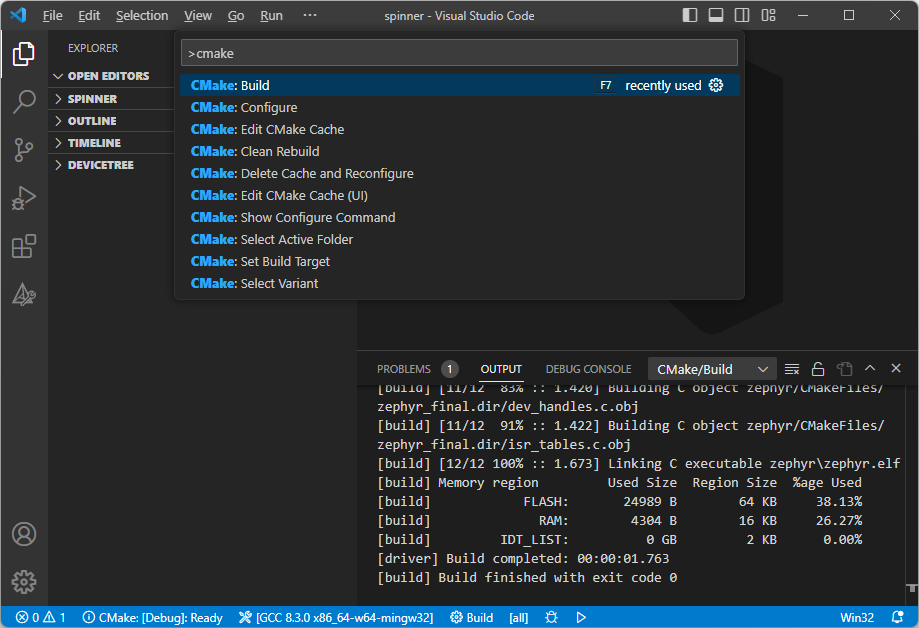 File Edit Selection View Go Run ··· spinner - Visual Studio Code
EXPLORER
OPEN EDITORS
SPINNER
OUTLINE
TIMELINE
DEVICETREE
>cmake
CMake: Build F7 recently used
CMake: Configure
CMake: Edit CMake Cache
CMake: Clean Rebuild
CMake: Delete Cache and Reconfigure
CMake: Edit CMake Cache (UI)
CMake: Show Configure Command
CMake: Select Active Folder
CMake: Set Build Target
CMake: Select Variant
PROBLEMS 1 OUTPUT DEBUG CONSOLE CMake/Build
[build] [11/12  83% :: 1.420] Building C object zephyr/CMakeFiles/
zephyr_final.dir/dev_handles.c.obj
[build] [11/12  91% :: 1.422] Building C object zephyr/CMakeFiles/
zephyr_final.dir/isr_tables.c.obj
[build] [12/12 100% :: 1.673] Linking C executable zephyr\zephyr.elf
[build] Memory region         Used Size  Region Size  %age Used
[build]            FLASH:       24989 B        64 KB     38.13%
[build]              RAM:        4304 B        16 KB     26.27%
[build]         IDT_LIST:          0 GB         2 KB      0.00%
[driver] Build completed: 00:00:01.763
[build] Build finished with exit code 0
0 1 CMake: [Debug]: Ready [GCC 8.3.0 x86_64-w64-mingw32] Build [all] Win32